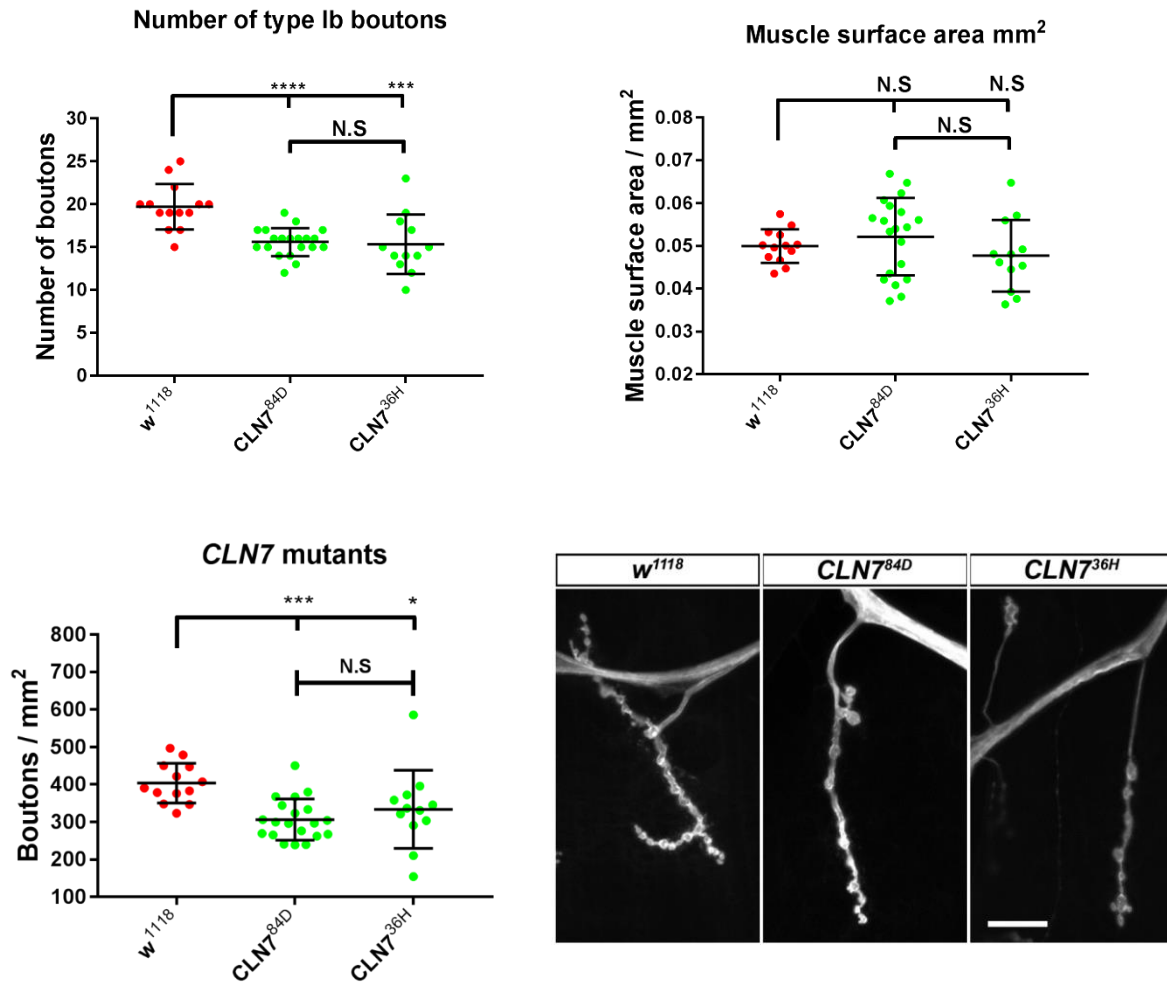 Number of type Ib boutons
**** ***
N.S
Number of boutons
30
25
20
15
10
5
0
w1118
CLN784D
CLN736H
Muscle surface area mm2
N.S N.S
N.S
Muscle surface area / mm2
0.08
0.07
0.06
0.05
0.04
0.03
0.02
w1118
CLN784D
CLN736H
CLN7 mutants
*** *
N.S
Boutons / mm2
800
700
600
500
400
300
200
100
w1118
CLN784D
CLN736H
w1118 CLN784D CLN736H